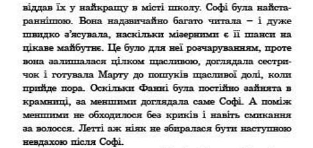 віддав їх у найкращу в місті школу. Софі була найста-
раннішою. Вона надзвичайно багато читала – і дуже
швидко з’ясувала, наскільки мізерними є її шанси на
цікаве майбутнє. Це було для неї розчаруванням, проте
вона залишалася цілком щасливою, доглядала сестри-
чок і готувала Марту до пошуків щасливої долі, коли
прийде пора. Оскільки Фанні була постійно зайнята в
крамниці, за меншими доглядала саме Софі. А поміж
меншими не обходилося без криків і навіть смикання
за волосся. Летті аж ніяк не збиралася бути наступною
невдахою після Софі.